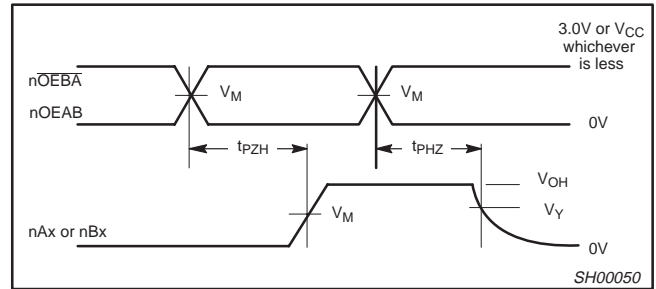 3.0V or VCC
whichever
is less
nOEBA
VM
VM
nOEAB
0V
tPZH
tPHZ
VOH
VY
VM
nAx or nBx
0V
SH00050